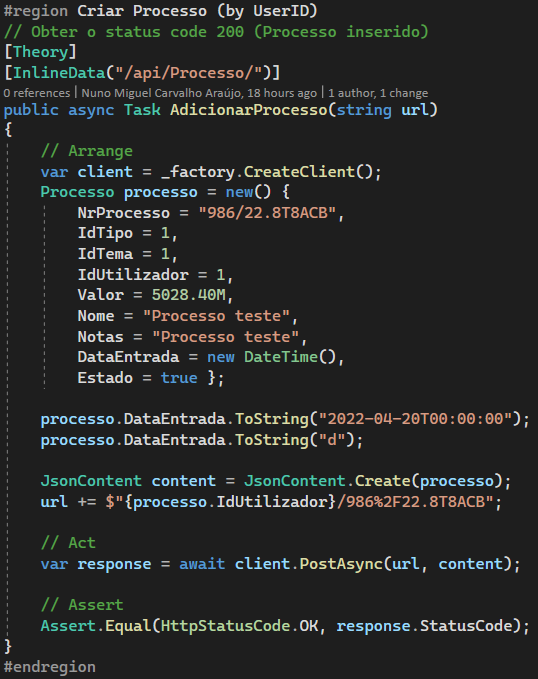 #region Criar Processo (by UserID)
// Obter o status code 200 (Processo inserido)
[Theory]
[InlineData("/api/Processo/")]
0 references | Nuno Miguel Carvalho Araújo, 18 hours ago | 1 author, 1 change
public async Task AdicionarProcesso(string url)
{
    // Arrange
    var client = _factory.CreateClient();
    Processo processo = new() {
        NrProcesso = "986/22.8T8ACB",
        IdTipo = 1,
        IdTema = 1,
        IdUtilizador = 1,
        Valor = 5028.40M,
        Nome = "Processo teste",
        Notas = "Processo teste",
        DataEntrada = new DateTime(),
        Estado = true };

    processo.DataEntrada.ToString("2022-04-20T00:00:00");
    processo.DataEntrada.ToString("d");

    JsonContent content = JsonContent.Create(processo);
    url += $"{processo.IdUtilizador}/986%2F22.8T8ACB";

    // Act
    var response = await client.PostAsync(url, content);

    // Assert
    Assert.Equal(HttpStatusCode.OK, response.StatusCode);
}
#endregion